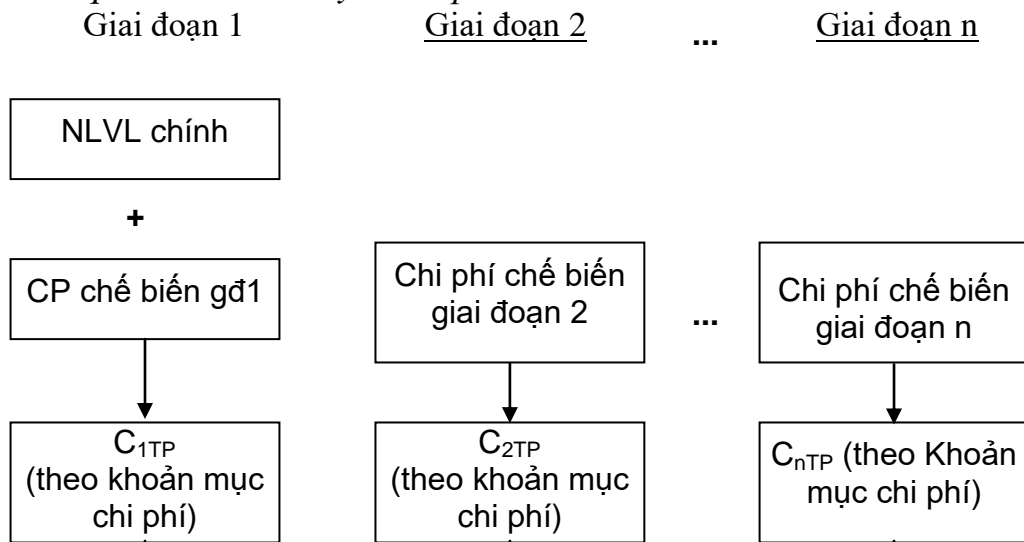 Giai đoạn 1 Giai đoạn 2 ... Giai đoạn n
NLVL chính
+
CP chế biến gđ1
Chi phí chế biến
giai đoạn 2
...
Chi phí chế biến
giai đoạn n
C1TP
(theo khoản mục
chi phí)
C2TP
(theo khoản mục
chi phí)
CnTP (theo Khoản
mục chi phí)